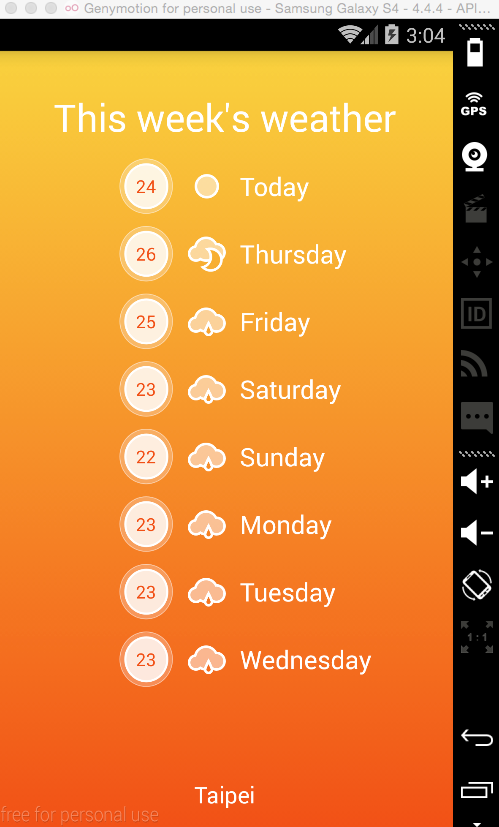 Genymotion for personal use - Samsung Galaxy S4 - 4.4.4 - API...
3:04
GPS
This week's weather
24 Today
26 Thursday
25 Friday
23 Saturday
22 Sunday
23 Monday
23 Tuesday
23 Wednesday
ID
1:1
Taipei
free for personal use